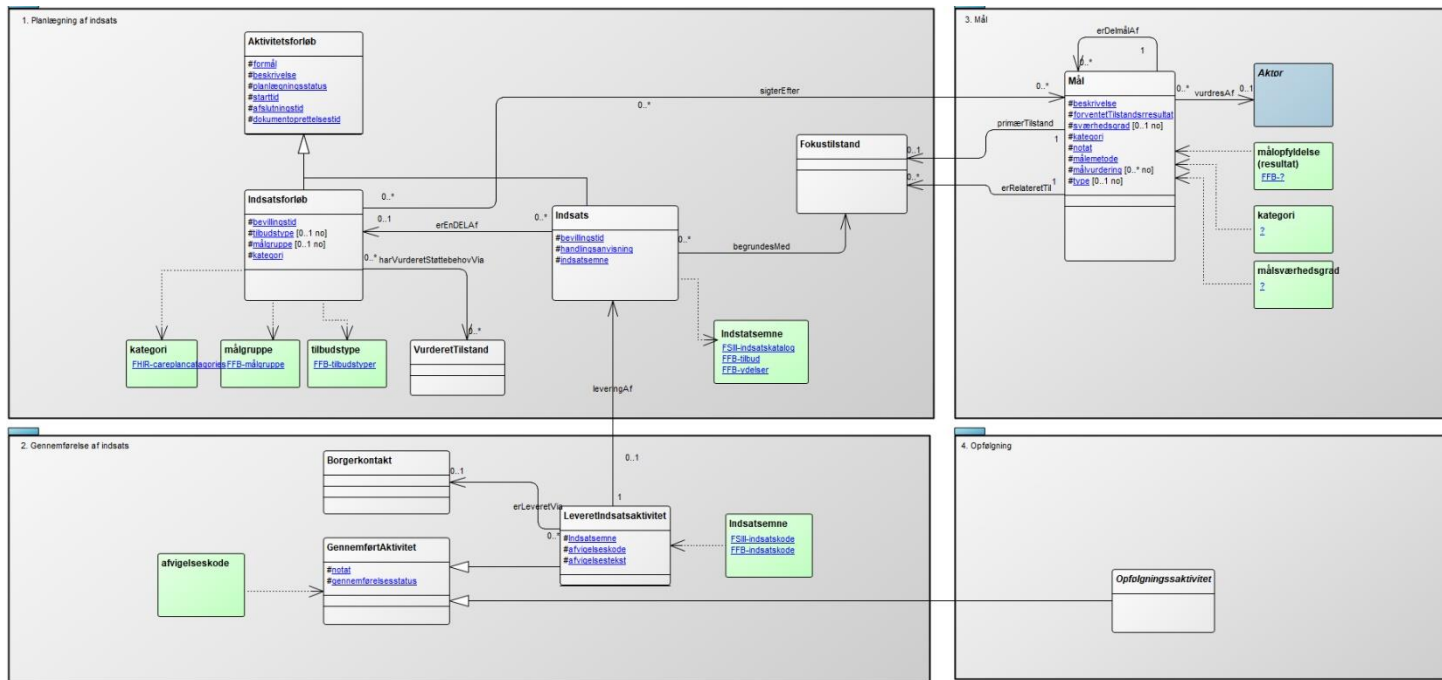 1. Planlægning af indsats
Aktivitetsforløb
#formål
#beskrivelse
#planlægningsstatus
#starttid
#afslutningstid
#dokumentoprettelsestid
sigterEfter
0..*
0..*
Fokustilstand
0..1
0..*
Indsatsforløb
#bevillingstid
#tilbudstype [0..1 no]
#målgruppe [0..1 no]
#kategori
0..*
0..1
erEnDELAf
0..*
Indsats
#bevillingstid
#handlingsanvisning
#indsatsemne
0..*
begrundesMed
0..*
harVurderetStøttebehovVia
0..*
kategori
FHIR-careplancatagories
målgruppe
FFB-målgruppe
tilbudstype
FFB-tilbudstyper
VurderetTilstand
Indstatsemne
FSIII-indsatskatalog
FFB-tilbud
FFB-ydelser
leveringAf
3. Mål
erDelmålAf
1
0..*
Mål
#beskrivelse
#forventetTilstandsrresultat
#sværhedsgrad [0..1 no]
#kategori
#notat
#målemetode
#målvurdering [0..* no]
#type [0..1 no]
primærTilstand
1
erRelateretTil
1
0..*
vurdresAf
0..1
Aktør
målopfyldelse
(resultat)
FFB-?
kategori
?
målsværhedsgrad
?
2. Gennemførelse af indsats
Borgerkontakt
0..1
erLeveretVia
0..*
0..1
1
LeveretIndsatsaktivitet
#Indsatsemne
#afvigelseskode
#afvigelsestekst
Indsatsemne
FSIII-indsatskode
FFB-indsatskode
afvigelseskode
GennemførtAktivitet
#notat
#gennemførelsesstatus
4. Opfølgning
Opfølgningssaktivitet